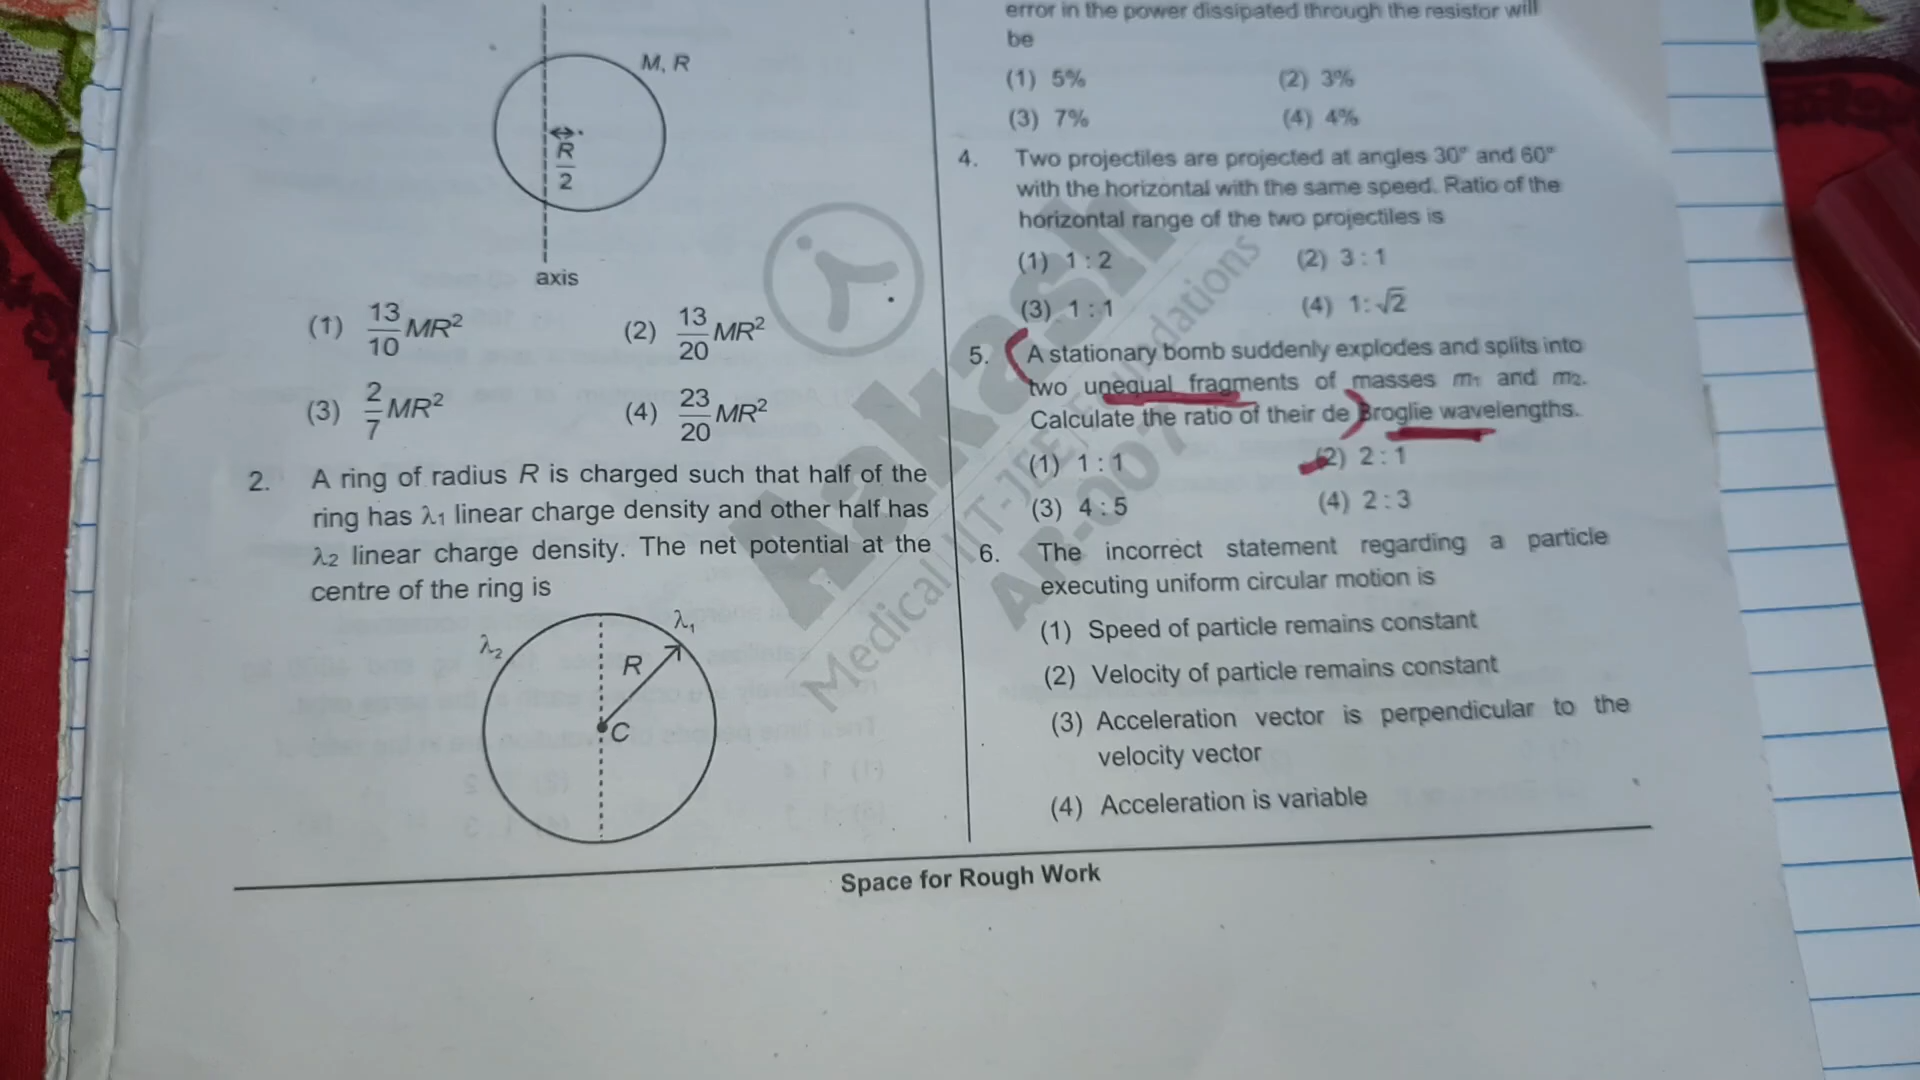 M, R
R
2
axis
(1) 13/10 MR² (2) 13/20 MR²
(3) 2/7 MR² (4) 23/20 MR²
2. A ring of radius R is charged such that half of the
ring has λ₁ linear charge density and other half has
λ₂ linear charge density. The net potential at the
centre of the ring is
λ₂ λ₁
R
C
error in the power dissipated through the resistor will
be
(1) 5% (2) 3%
(3) 7% (4) 4%
4. Two projectiles are projected at angles 30° and 60°
with the horizontal with the same speed. Ratio of the
horizontal range of the two projectiles is
(1) 1 : 2 (2) 3 : 1
(3) 1 : 1 (4) 1:√2
5. A stationary bomb suddenly explodes and splits into
two unequal fragments of masses m₁ and m₂.
Calculate the ratio of their de Broglie wavelengths.
(1) 1 : 1 (2) 2 : 1
(3) 4 : 5 (4) 2 : 3
6. The incorrect statement regarding a particle
executing uniform circular motion is
(1) Speed of particle remains constant
(2) Velocity of particle remains constant
(3) Acceleration vector is perpendicular to the
velocity vector
(4) Acceleration is variable
Space for Rough Work
Aakash
Medical IIT-JEE Foundations
AR-007